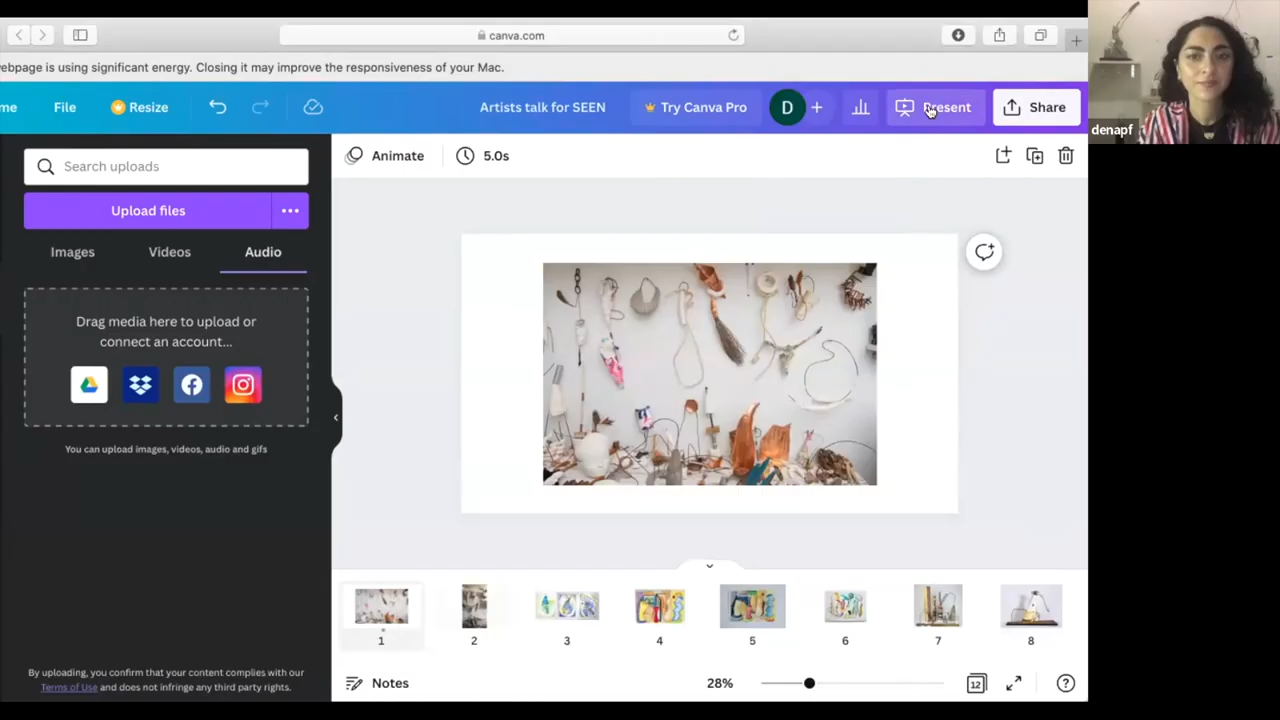 canva.com
ebpage is using significant energy. Closing it may improve the responsiveness of your Mac.
me
File
Resize
Artists talk for SEEN
Try Canva Pro
D
+
Present
Share
denapf
Search uploads
Animate
5.0s
Upload files
Images
Videos
Audio
Drag media here to upload or
connect an account...
You can upload images, videos, audio and gifs
1
2
3
4
5
6
7
8
By uploading, you confirm that your content complies with our
Terms of Use and does not infringe any third party rights.
Notes
28%
12
?